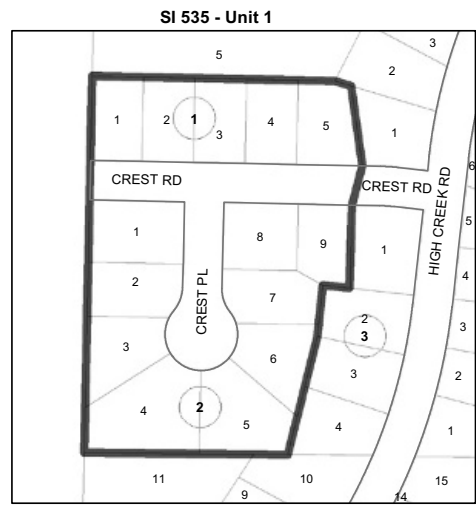 SI 535 - Unit 1
3
5
2
1 2 1 3 4 5 1
6
CREST RD CREST RD
HIGH CREEK RD
5
1 8 9 1
4
2 CREST PL 7
2 3
3
3 6 3
2
4 2 5 4 1
11 10 15
9 14